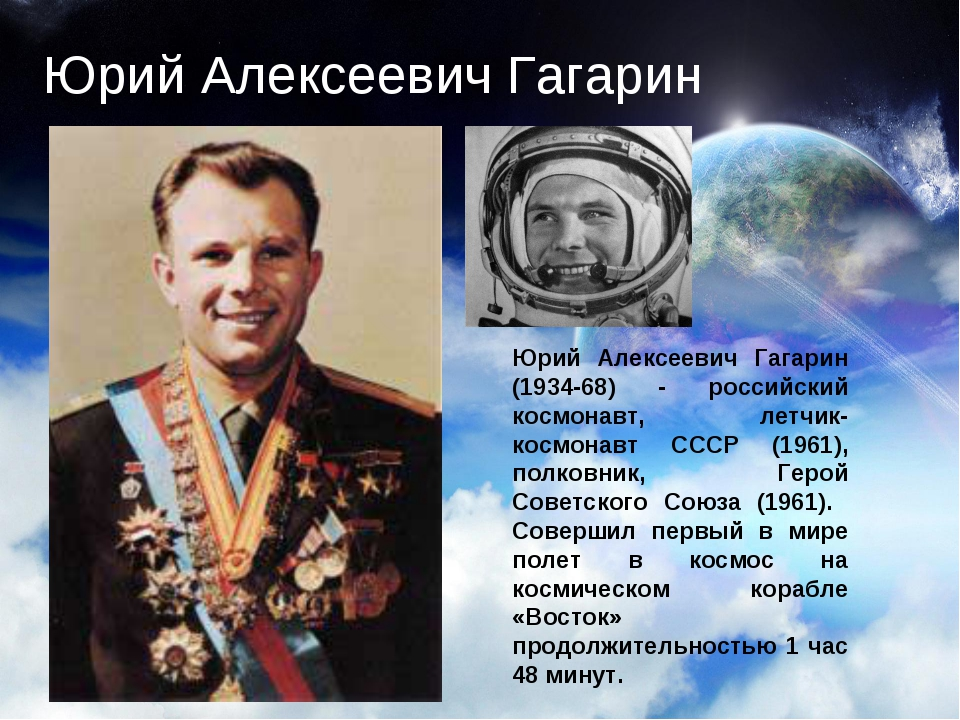 Юрий Алексеевич Гагарин
Юрий Алексеевич Гагарин
(1934-68) - российский
космонавт, летчик-
космонавт СССР (1961),
полковник, Герой
Советского Союза (1961).
Совершил первый в мире
полет в космос на
космическом корабле
«Восток»
продолжительностью 1 час
48 минут.